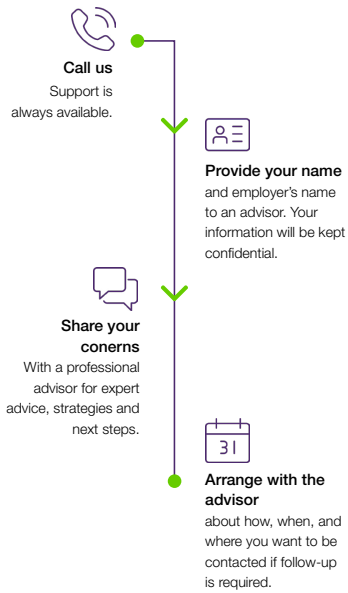 Call us
Support is
always available.
Provide your name
and employer's name
to an advisor. Your
information will be kept
confidential.
Share your
conerns
With a professional
advisor for expert
advice, strategies and
next steps.
31
Arrange with the
advisor
about how, when, and
where you want to be
contacted if follow-up
is required.